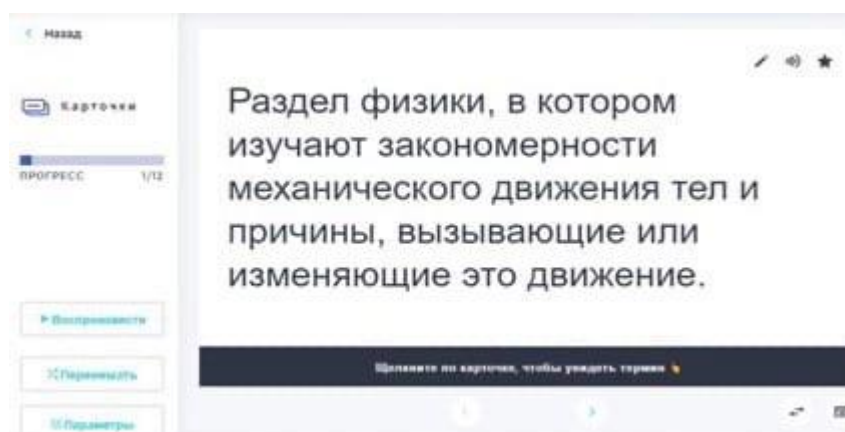 Назад
Карточки
ПРОГРЕСС 1/12
Раздел физики, в котором
изучают закономерности
механического движения тел и
причины, вызывающие или
изменяющие это движение.
Воспроизвести
Щелкните по карточке, чтобы увидеть термин
Перемешать
Параметры